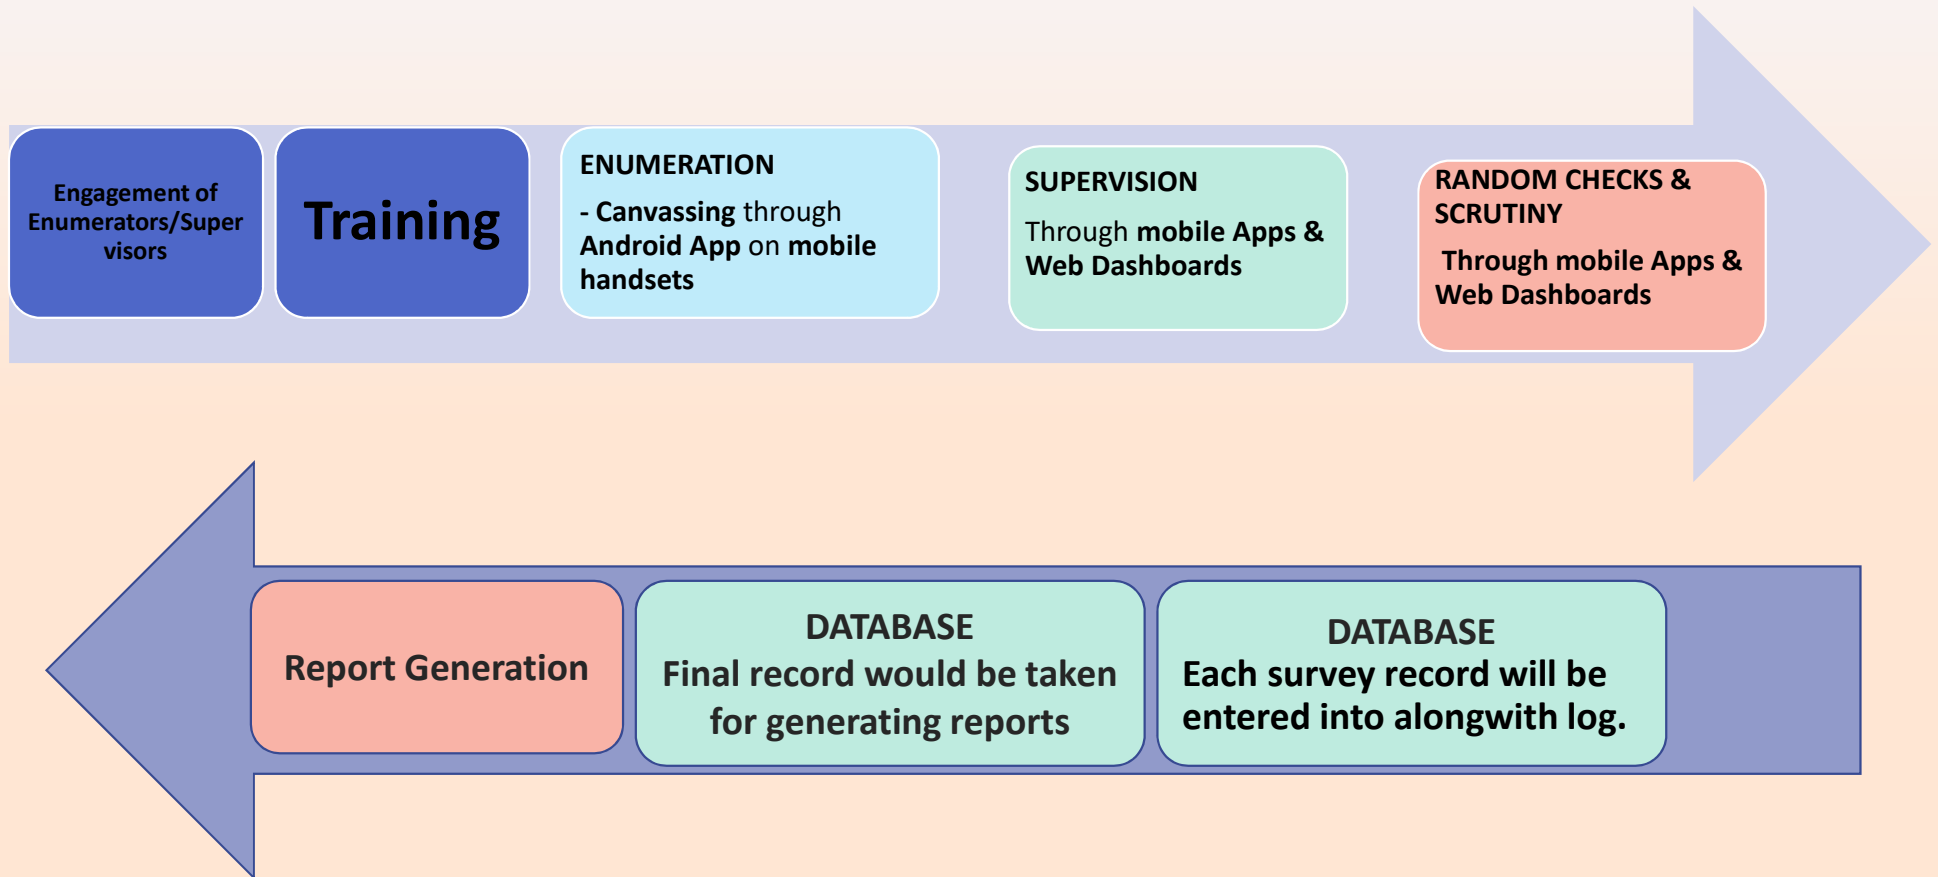 Engagement of
Enumerators/Super
visors
Training
ENUMERATION
- Canvassing through
Android App on mobile
handsets
SUPERVISION
Through mobile Apps &
Web Dashboards
RANDOM CHECKS &
SCRUTINY
Through mobile Apps &
Web Dashboards
Report Generation
DATABASE
Final record would be taken
for generating reports
DATABASE
Each survey record will be
entered into alongwith log.